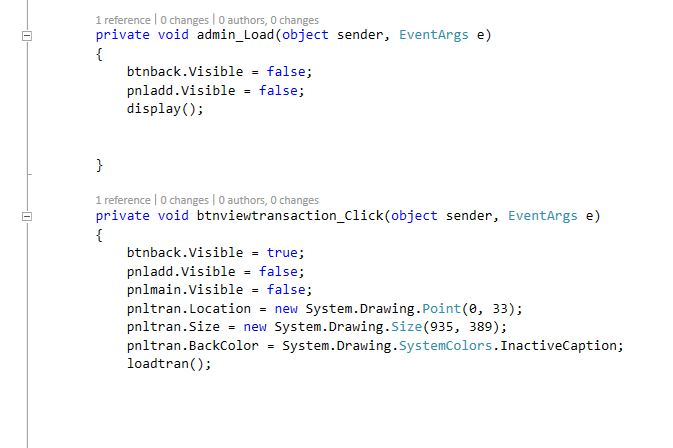 1 reference | 0 changes | 0 authors, 0 changes
private void admin_Load(object sender, EventArgs e)
{
btnback.Visible = false;
pnladd.Visible = false;
display();
}
1 reference | 0 changes | 0 authors, 0 changes
private void btnviewtransaction_Click(object sender, EventArgs e)
{
btnback.Visible = true;
pnladd.Visible = false;
pnlmain.Visible = false;
pnltran.Location = new System.Drawing.Point(0, 33);
pnltran.Size = new System.Drawing.Size(935, 389);
pnltran.BackColor = System.Drawing.SystemColors.InactiveCaption;
loadtran();